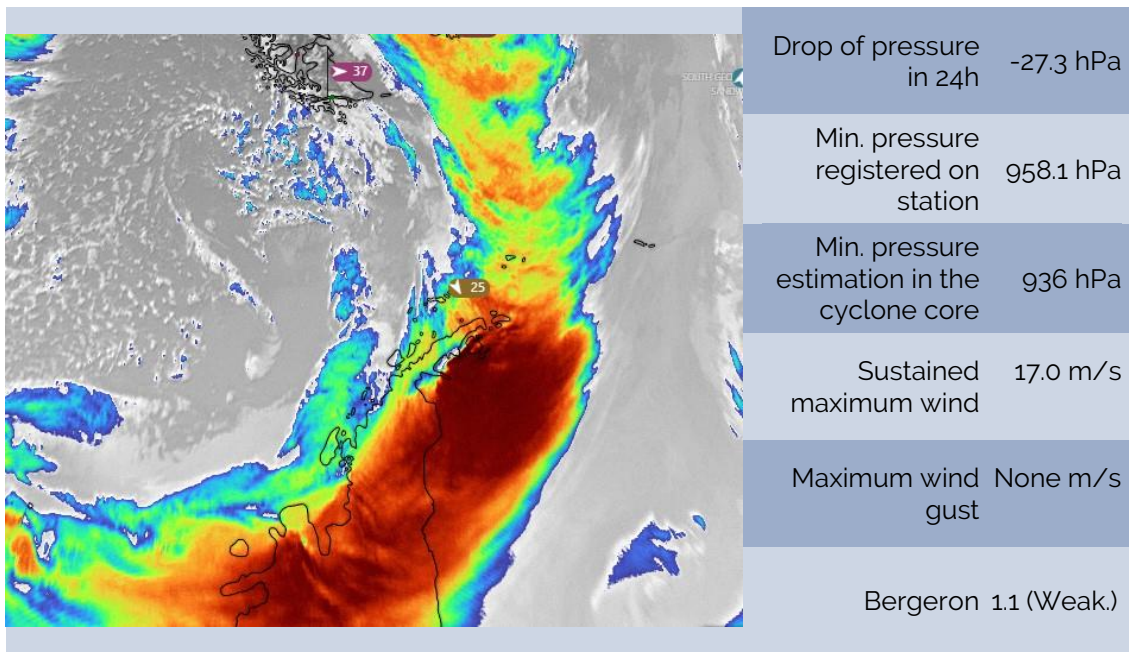 37
SOUTH GEO
SANDW
25
Drop of pressure
in 24h
-27.3 hPa
Min. pressure
registered on
station
958.1 hPa
Min. pressure
estimation in the
cyclone core
936 hPa
Sustained
maximum wind
17.0 m/s
Maximum wind
gust
None m/s
Bergeron
1.1 (Weak.)